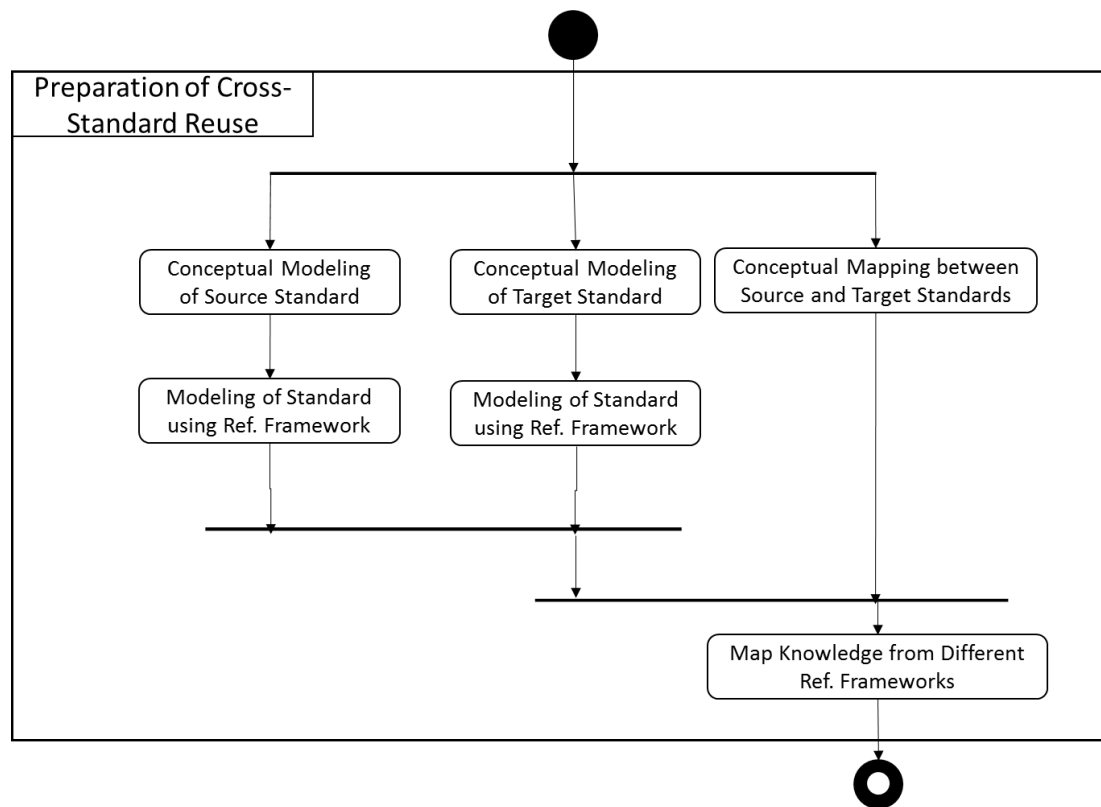 Preparation of Cross-
Standard Reuse
Conceptual Modeling
of Source Standard
Conceptual Modeling
of Target Standard
Conceptual Mapping between
Source and Target Standards
Modeling of Standard
using Ref. Framework
Modeling of Standard
using Ref. Framework
Map Knowledge from Different
Ref. Frameworks